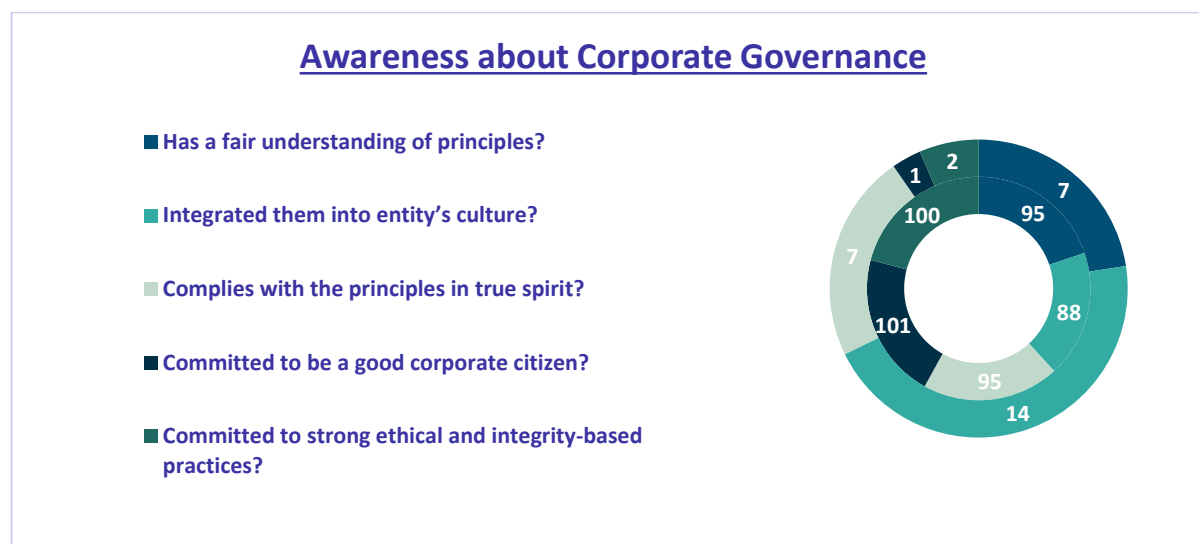 Awareness about Corporate Governance
Has a fair understanding of principles?
Integrated them into entity’s culture?
Complies with the principles in true spirit?
Committed to be a good corporate citizen?
Committed to strong ethical and integrity-based
practices?
2
7
1
95
100
7
88
101
95
14